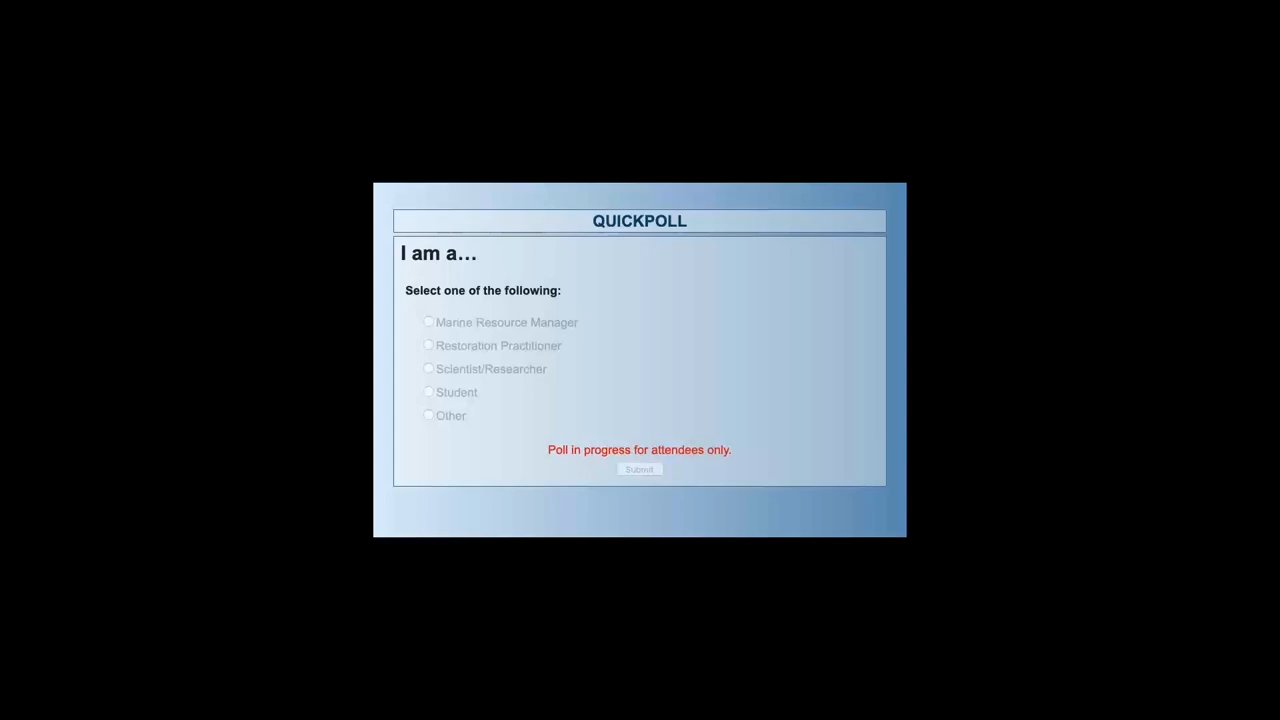 QUICKPOLL
I am a…
Select one of the following:
Marine Resource Manager
Restoration Practitioner
Scientist/Researcher
Student
Other
Poll in progress for attendees only.
Submit